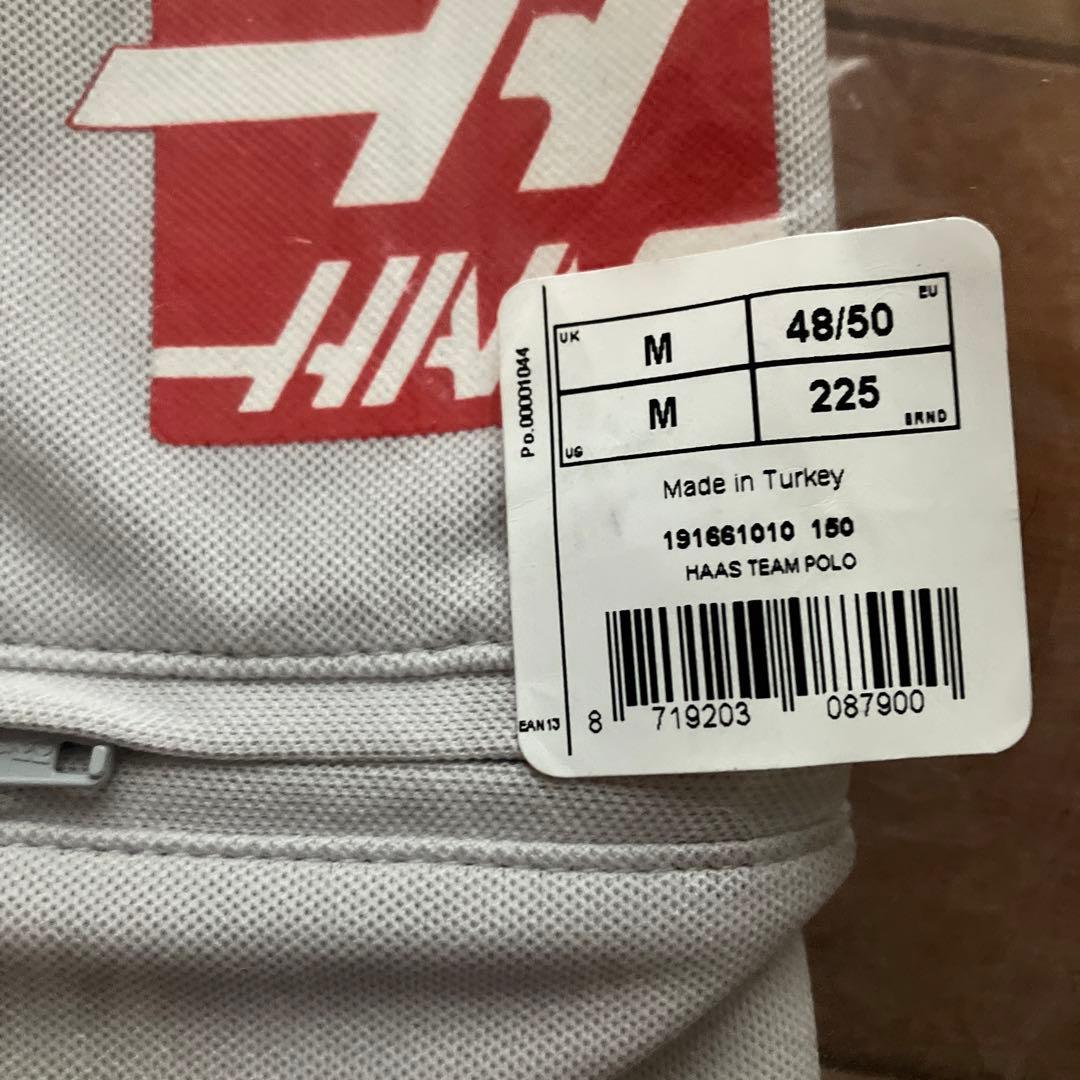 HAAS
Po.00001044
UK M 48/50 EU
US M 225 BRND
Made in Turkey
191661010 150
HAAS TEAM POLO
EAN13 8 719203 087900